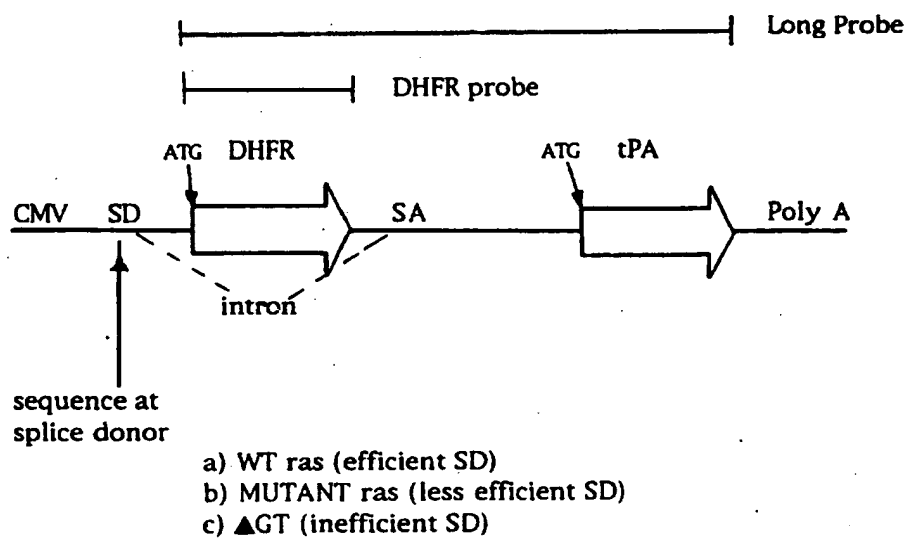 Long Probe
DHFR probe
ATG DHFR
ATG tPA
CMV SD
SA
Poly A
intron
sequence at
splice donor
a) WT ras (efficient SD)
b) MUTANT ras (less efficient SD)
c) ▲GT (inefficient SD)